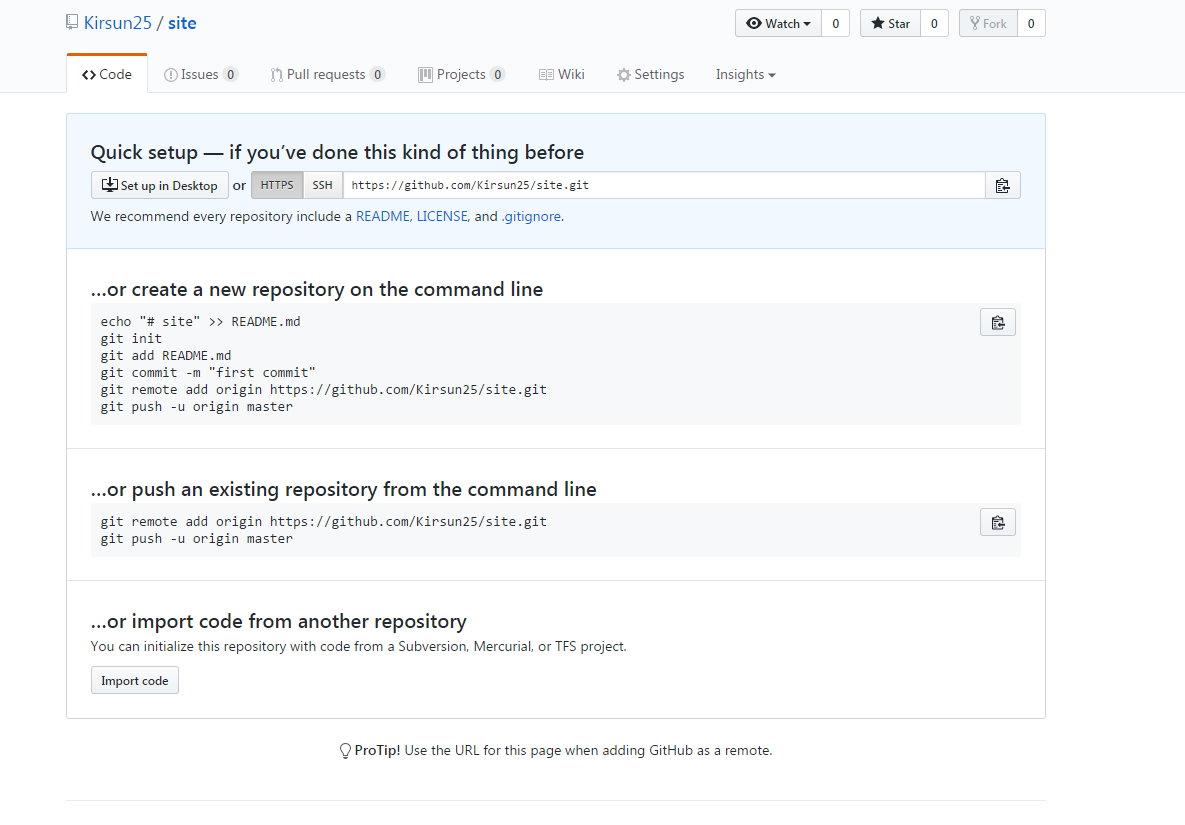 Kirsun25 / site
Watch 0 Star 0 Fork 0
Code Issues 0 Pull requests 0 Projects 0 Wiki Settings Insights
Quick setup — if you've done this kind of thing before
Set up in Desktop or HTTPS SSH https://github.com/Kirsun25/site.git
We recommend every repository include a README, LICENSE, and .gitignore.
…or create a new repository on the command line
echo "# site" >> README.md
git init
git add README.md
git commit -m "first commit"
git remote add origin https://github.com/Kirsun25/site.git
git push -u origin master
…or push an existing repository from the command line
git remote add origin https://github.com/Kirsun25/site.git
git push -u origin master
…or import code from another repository
You can initialize this repository with code from a Subversion, Mercurial, or TFS project.
Import code
ProTip! Use the URL for this page when adding GitHub as a remote.